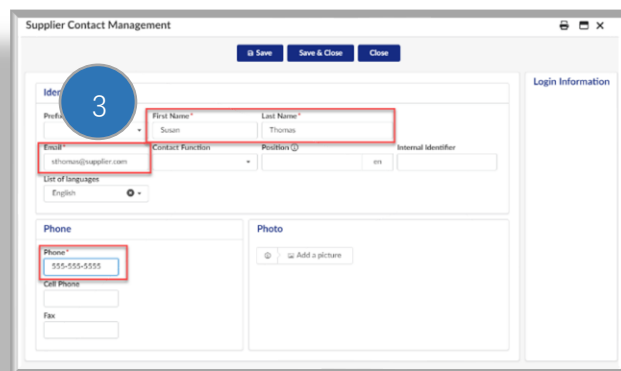 Supplier Contact Management
Save Save & Close Close
Login Information
3
First Name* Last Name*
Susan Thomas
Email* Contact Function Position Internal Identifier
sthomas@supplier.com en
List of languages
English
Phone Photo
Phone*
555-555-5555 Add a picture
Cell Phone
Fax